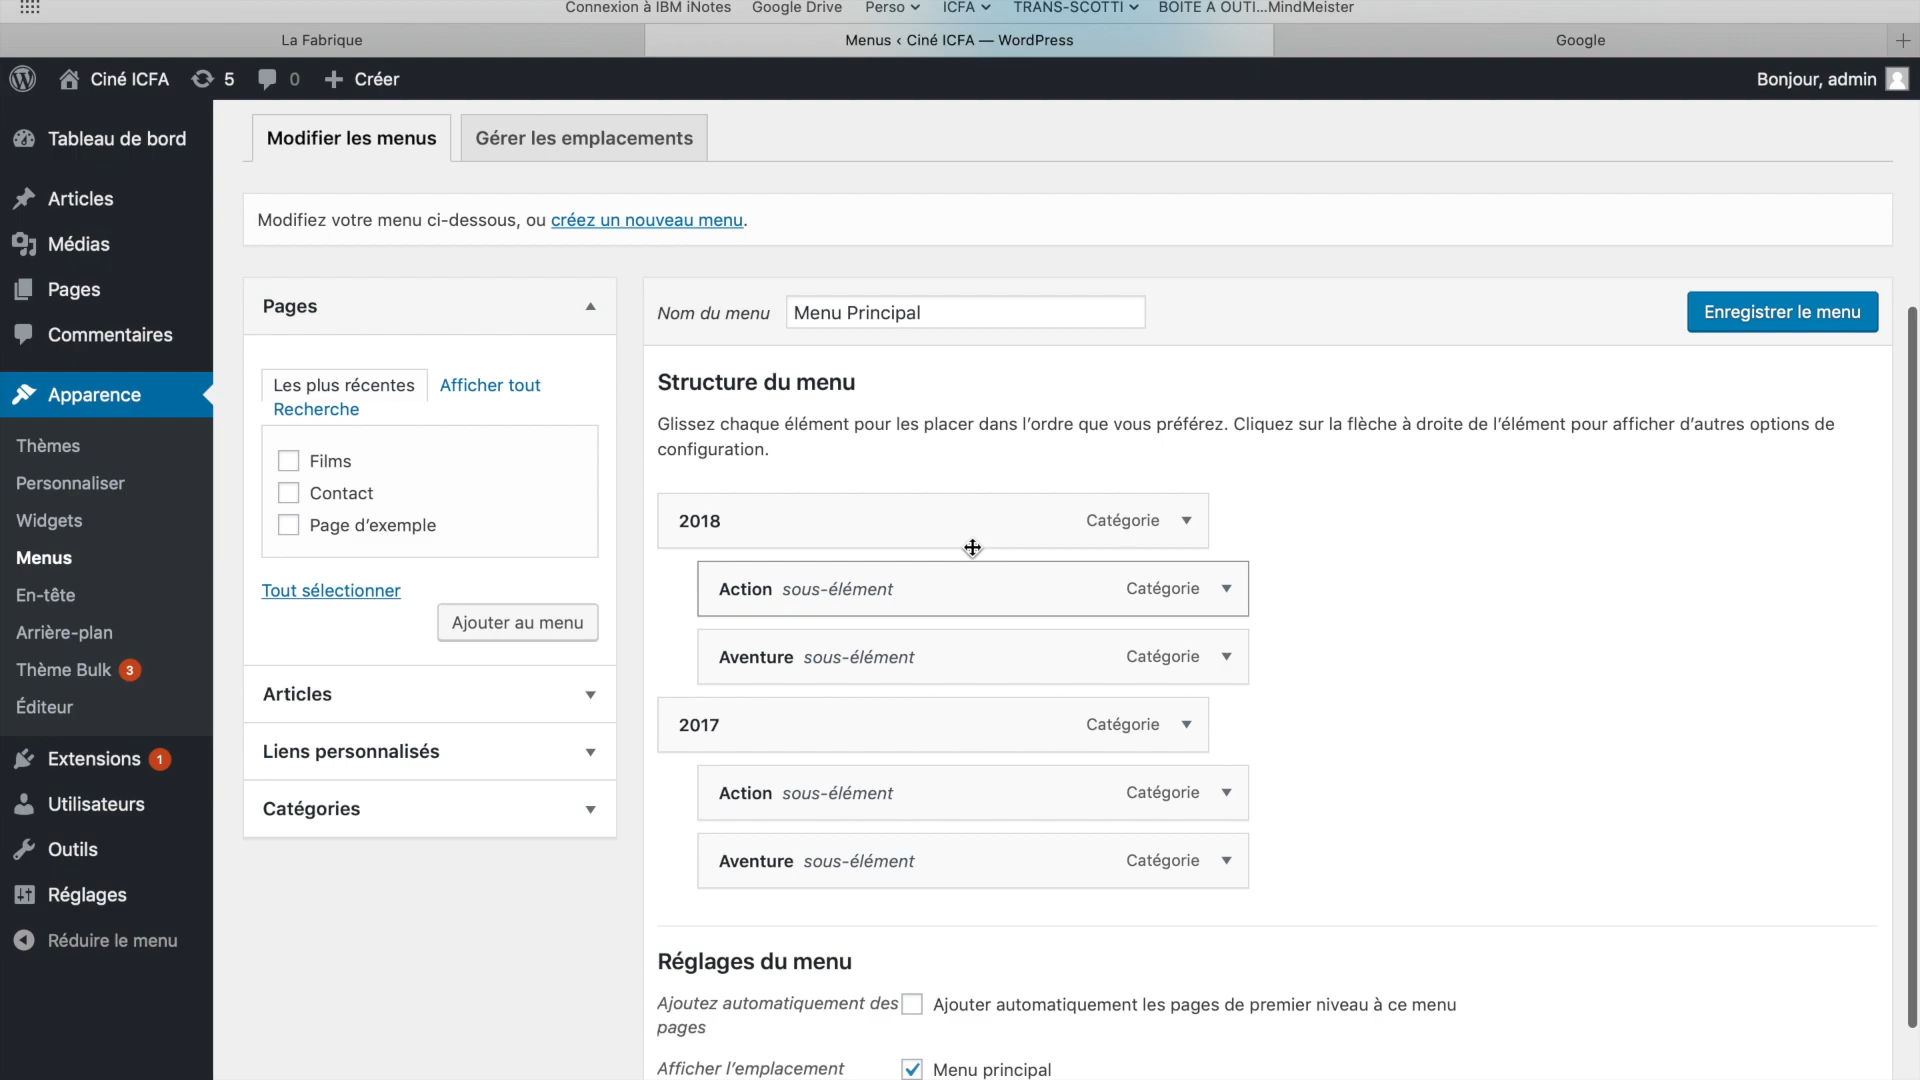 Connexion à IBM iNotes Google Drive Perso ICFA TRANS-SCOTTI BOITE A OUTI...MindMeister
La Fabrique Menus ‹ Ciné ICFA — WordPress Google
Ciné ICFA 5 0 Créer Bonjour, admin
Tableau de bord
Articles
Médias
Pages
Commentaires
Apparence
Thèmes
Personnaliser
Widgets
Menus
En-tête
Arrière-plan
Thème Bulk 3
Éditeur
Extensions 1
Utilisateurs
Outils
Réglages
Réduire le menu
Modifier les menus Gérer les emplacements
Modifiez votre menu ci-dessous, ou créez un nouveau menu.
Pages
Les plus récentes Afficher tout
Recherche
Films
Contact
Page d’exemple
Tout sélectionner
Ajouter au menu
Articles
Liens personnalisés
Catégories
Nom du menu Menu Principal Enregistrer le menu
Structure du menu
Glissez chaque élément pour les placer dans l’ordre que vous préférez. Cliquez sur la flèche à droite de l’élément pour afficher d’autres options de
configuration.
2018 Catégorie
Action sous-élément Catégorie
Aventure sous-élément Catégorie
2017 Catégorie
Action sous-élément Catégorie
Aventure sous-élément Catégorie
Réglages du menu
Ajoutez automatiquement des Ajouter automatiquement les pages de premier niveau à ce menu
pages
Afficher l’emplacement Menu principal